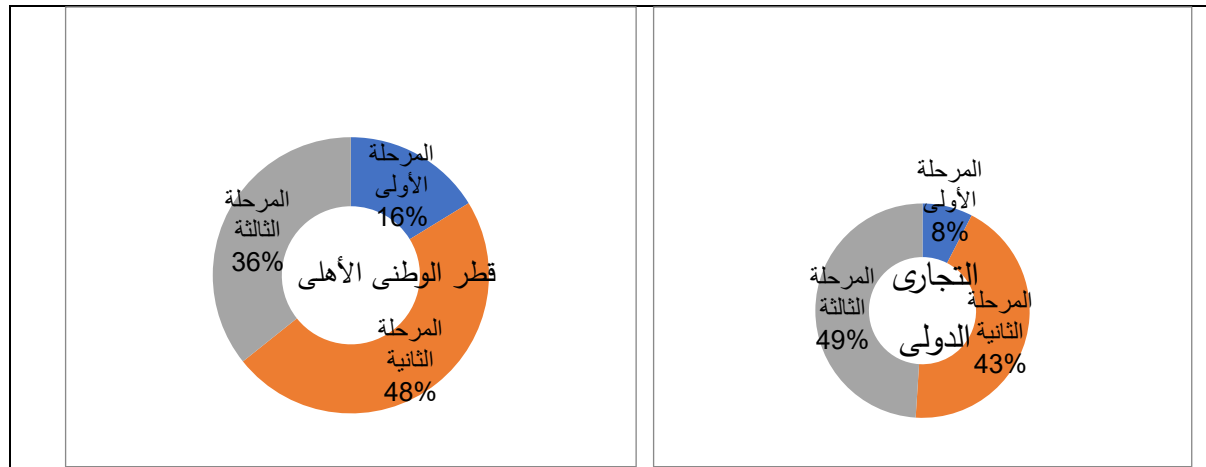 المرحلة
الأولى
16%
المرحلة
الثالثة
36%
قطر الوطنى الأهلى
المرحلة
الثانية
48%
المرحلة
الأولى
8%
التجارى
الدولى
المرحلة
الثالثة
49%
المرحلة
الثانية
43%